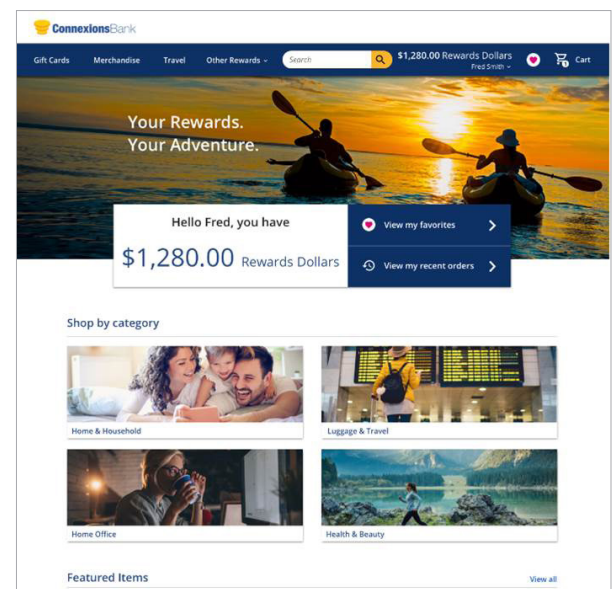 ConnexionsBank
Gift Cards Merchandise Travel Other Rewards Search $1,280.00 Rewards Dollars Cart
Fred Smith
Your Rewards.
Your Adventure.
Hello Fred, you have
$1,280.00 Rewards Dollars
View my favorites
View my recent orders
Shop by category
Home & Household
Luggage & Travel
Home Office
Health & Beauty
Featured Items
View all